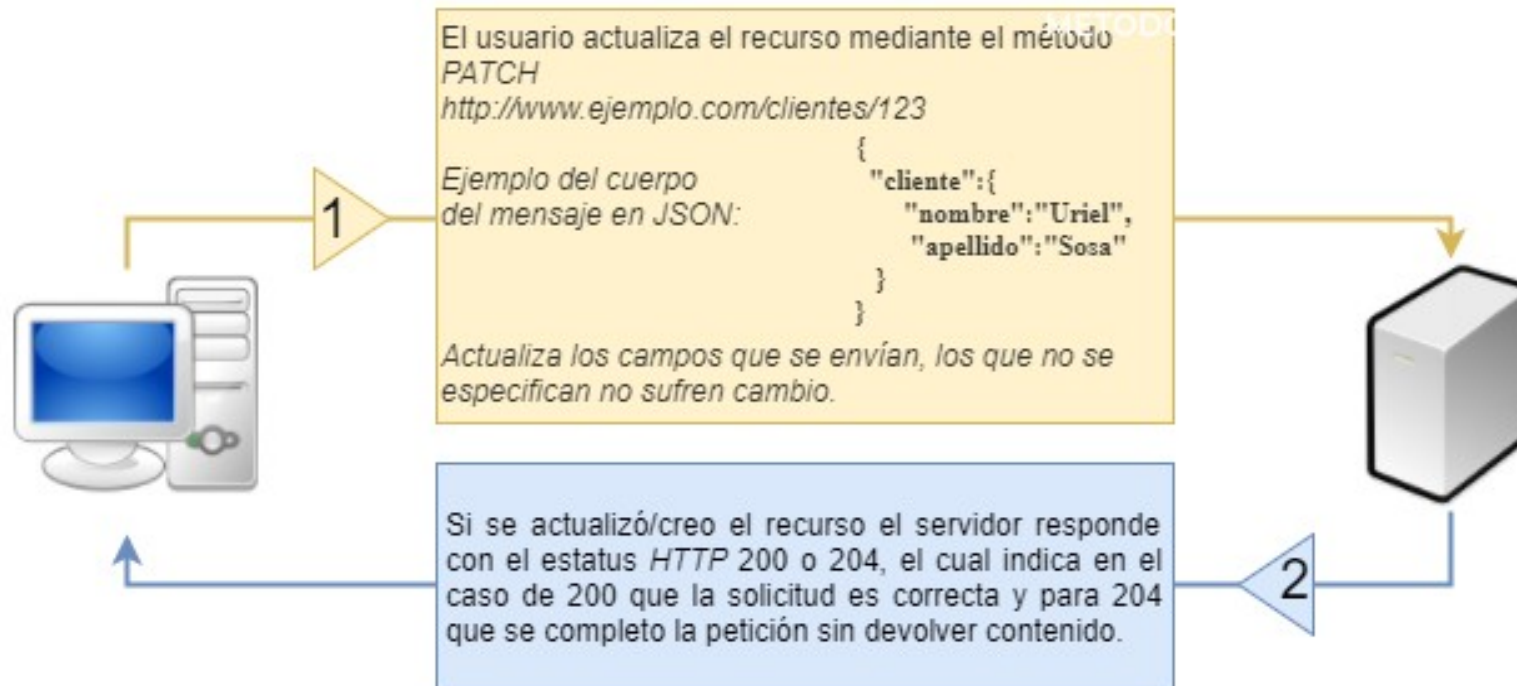 METODO
El usuario actualiza el recurso mediante el método
PATCH
http://www.ejemplo.com/clientes/123
{
Ejemplo del cuerpo
"cliente":{
del mensaje en JSON:
"nombre":"Uriel",
"apellido":"Sosa"
}
}
Actualiza los campos que se envían, los que no se
especifican no sufren cambio.
1
Si se actualizó/creo el recurso el servidor responde
con el estatus HTTP 200 o 204, el cual indica en el
caso de 200 que la solicitud es correcta y para 204
que se completo la petición sin devolver contenido.
2